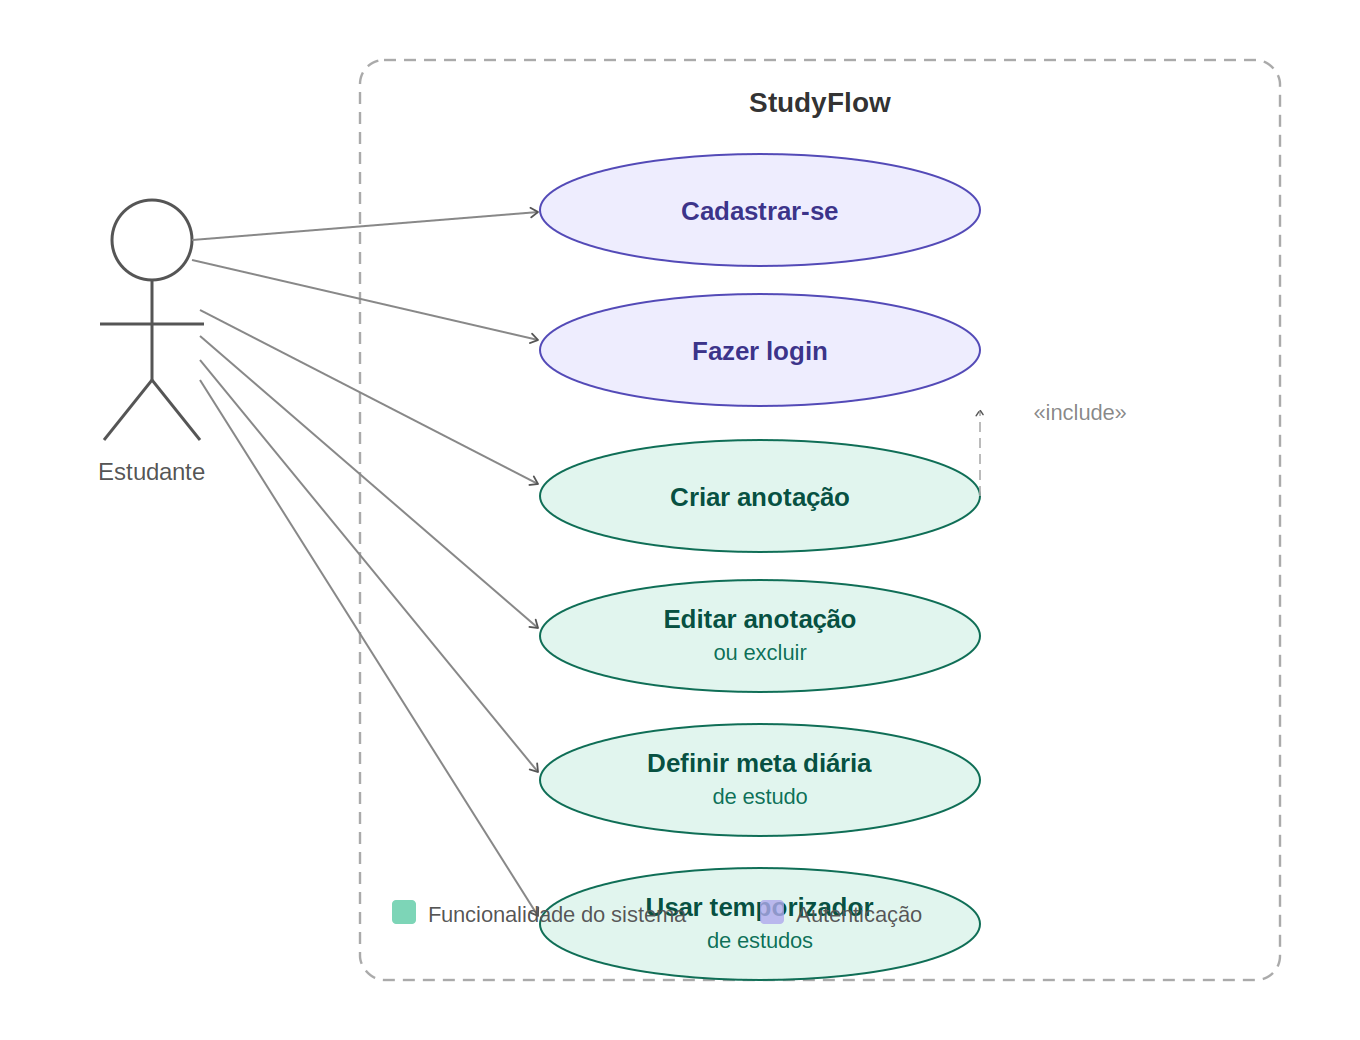 StudyFlow
Cadastrar-se
Fazer login
«include»
Estudante
Criar anotação
Editar anotação
ou excluir
Definir meta diária
de estudo
Usar temporizador
Funcionalidade do sistema
Autenticação
de estudos